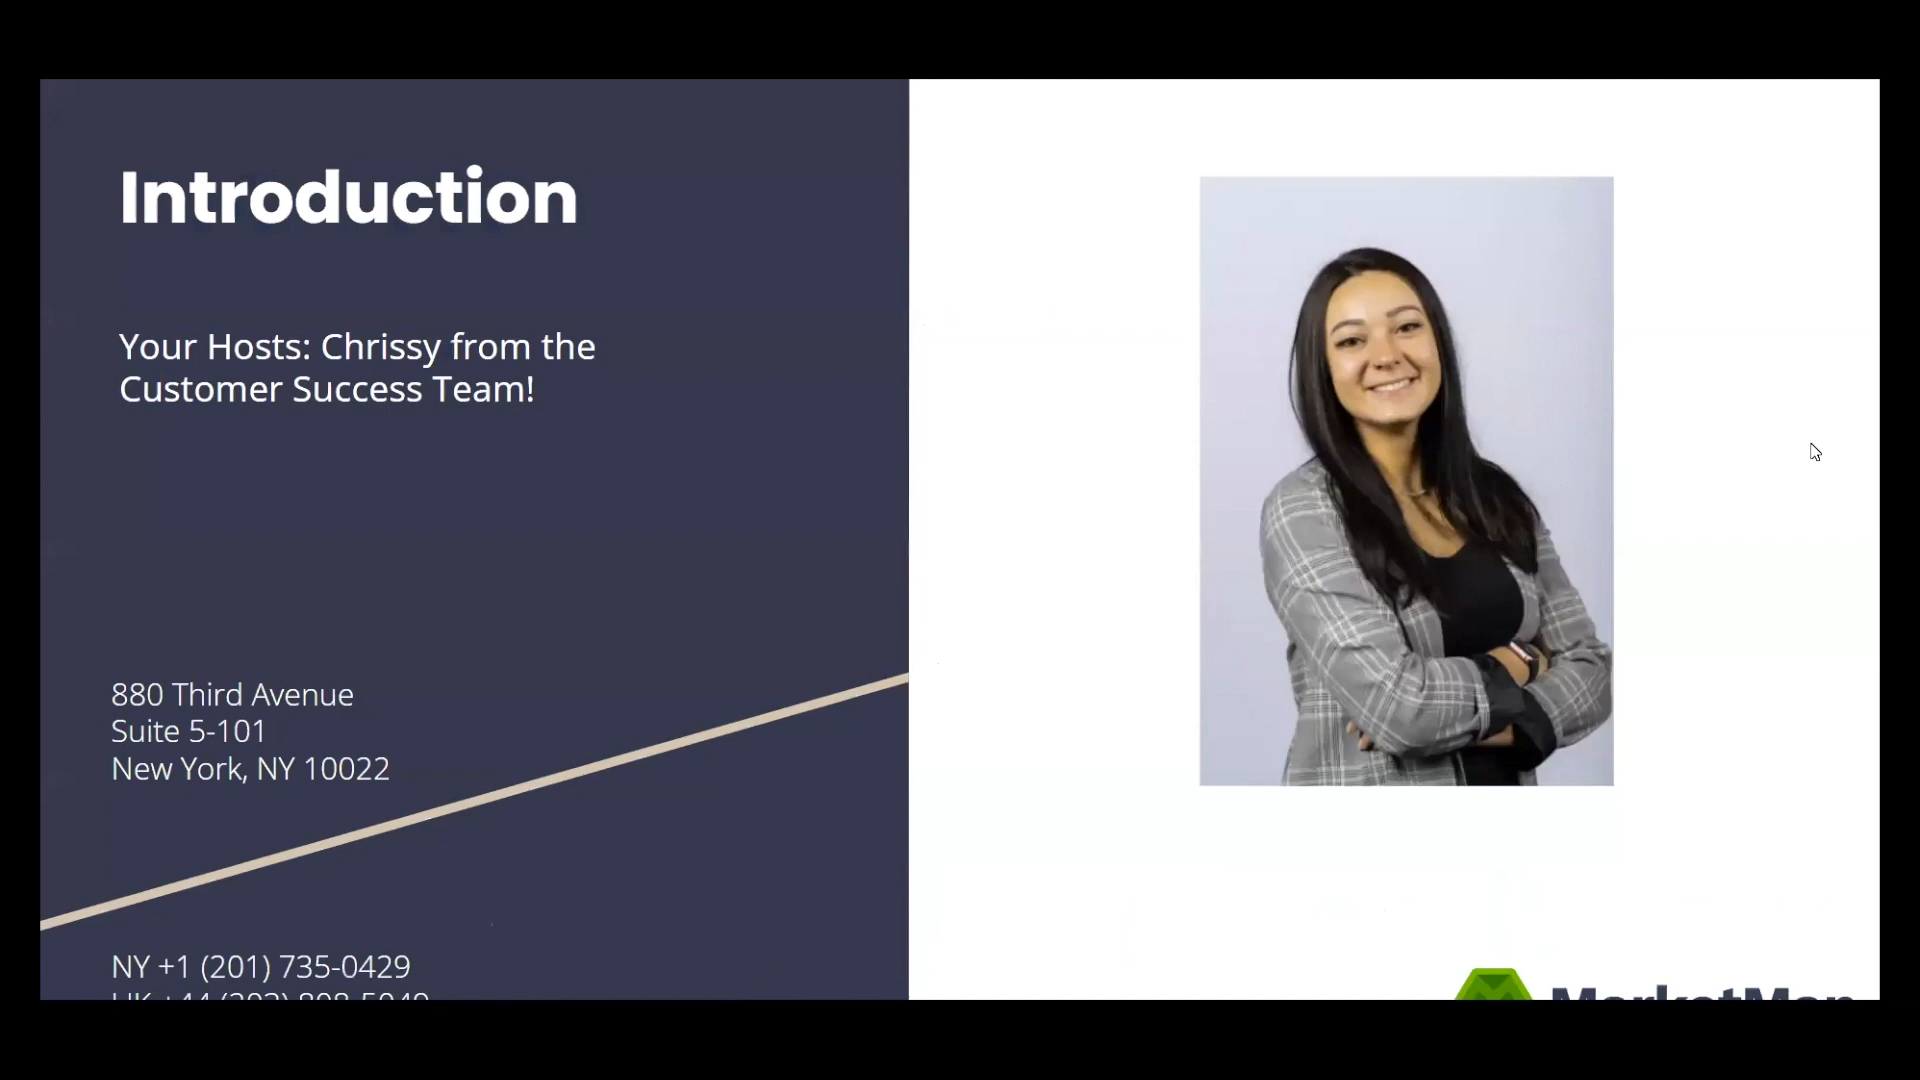 Introduction
Your Hosts: Chrissy from the
Customer Success Team!
880 Third Avenue
Suite 5-101
New York, NY 10022
NY +1 (201) 735-0429
MarketMan